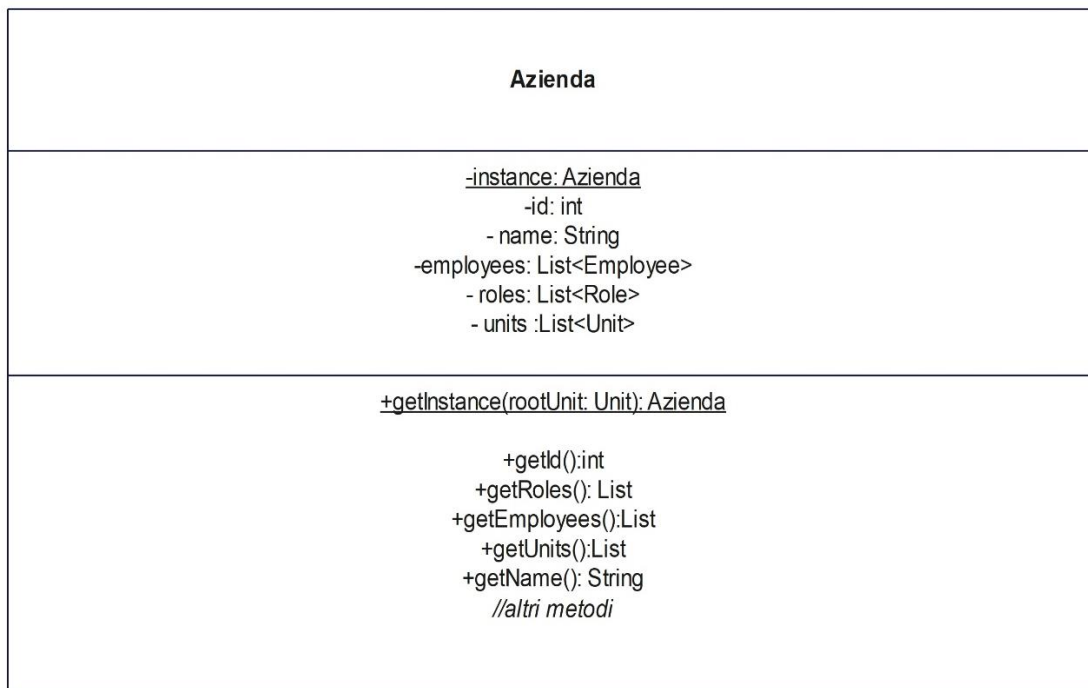 Azienda
-instance: Azienda
-id: int
- name: String
-employees: List<Employee>
- roles: List<Role>
- units :List<Unit>
+getInstance(rootUnit: Unit): Azienda
+getId():int
+getRoles(): List
+getEmployees():List
+getUnits():List
+getName(): String
//altri metodi